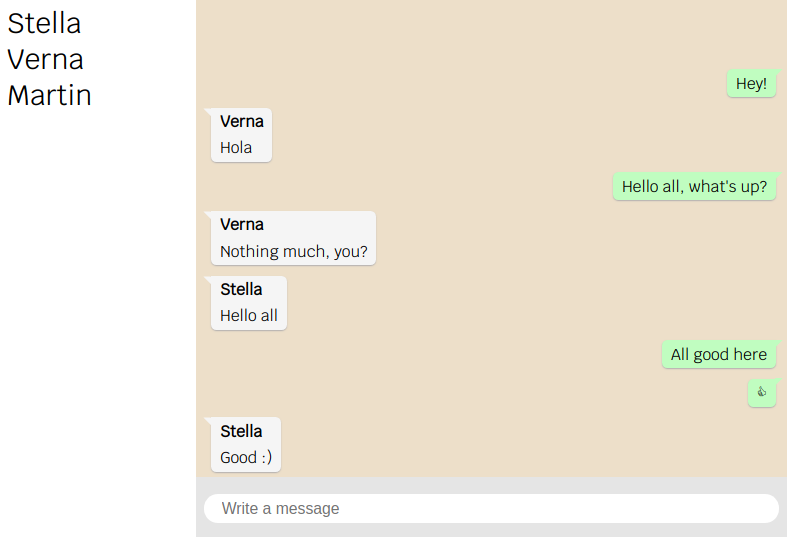 Stella
Verna
Martin
Hey!
Verna
Hola
Hello all, what's up?
Verna
Nothing much, you?
Stella
Hello all
All good here
👍
Stella
Good :)
Write a message